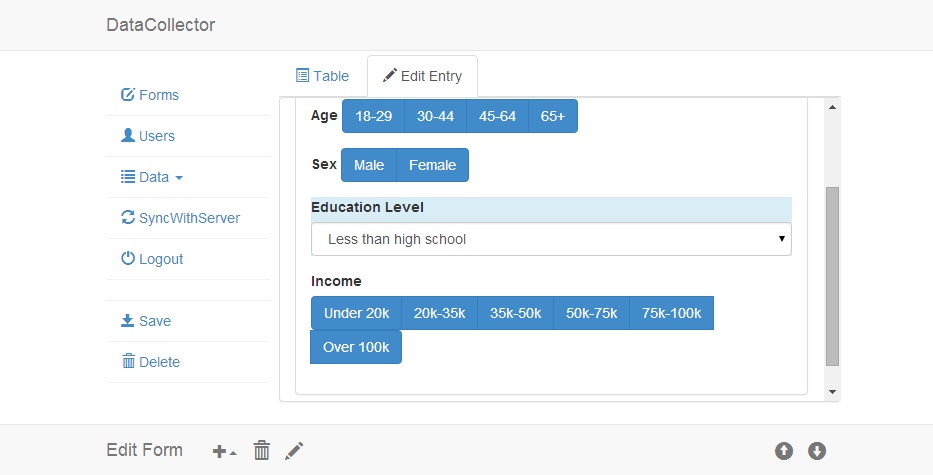 DataCollector
Forms
Users
Data
SyncWithServer
Logout
Save
Delete
Table Edit Entry
Age 18-29 30-44 45-64 65+
Sex Male Female
Education Level
Less than high school
Income
Under 20k 20k-35k 35k-50k 50k-75k 75k-100k
Over 100k
Edit Form